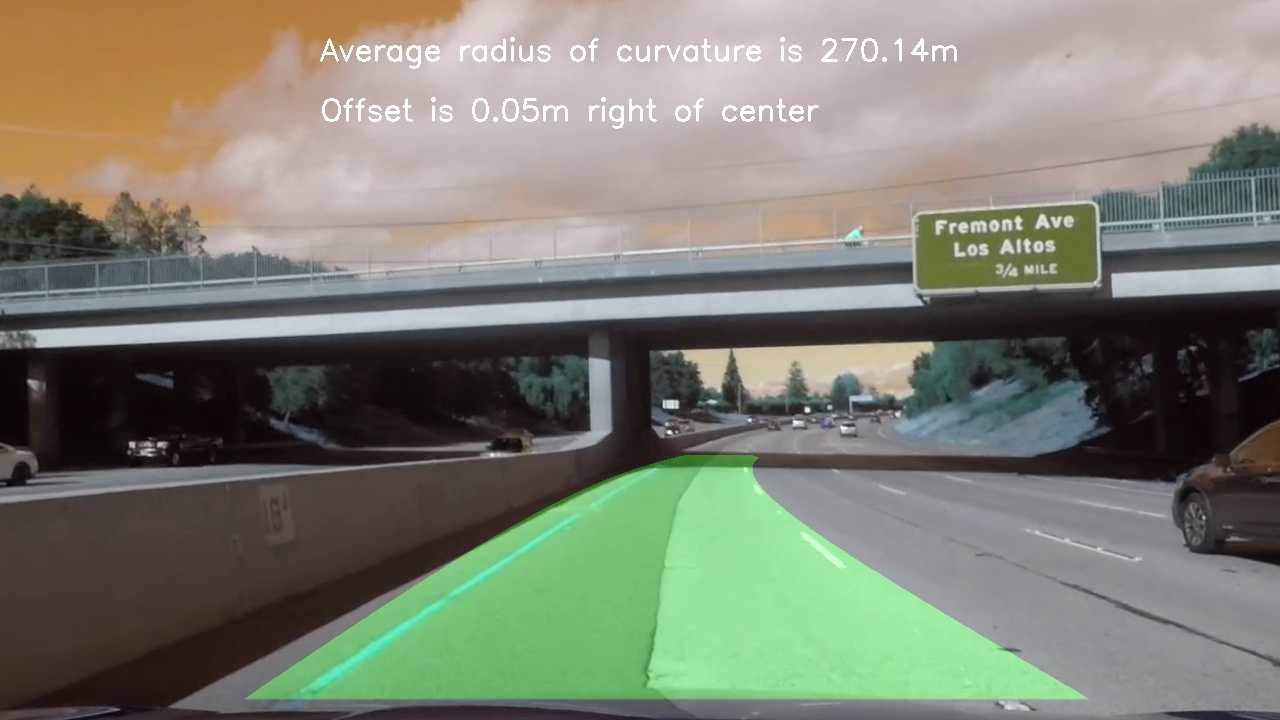 Average radius of curvature is 270.14m
Offset is 0.05m right of center
Fremont Ave
Los Altos
3/4 MILE